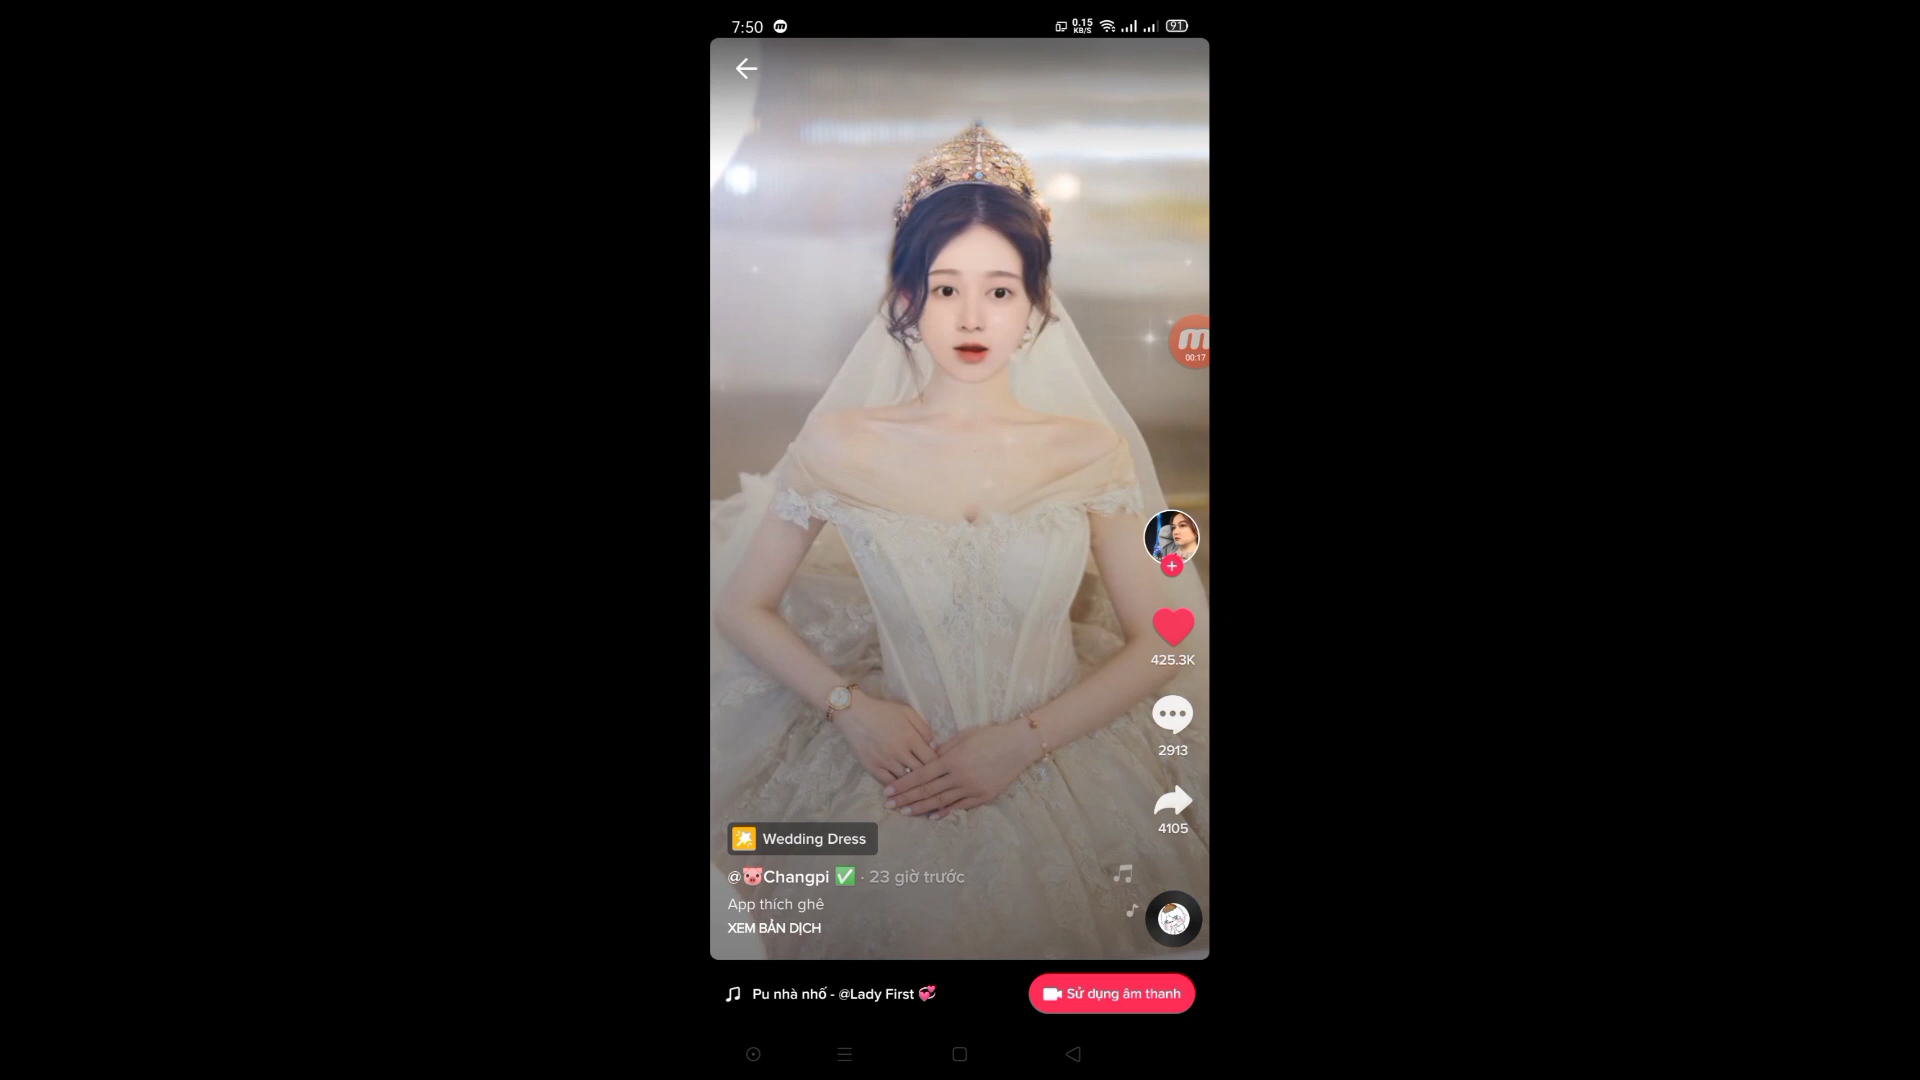 7:50
0.15
KB/S
91
00:17
425.3K
2913
4105
Wedding Dress
@🐷Changpi ✅ · 23 giờ trước
App thích ghê
XEM BẢN DỊCH
Pu nhà nhố - @Lady First 💞
Sử dụng âm thanh